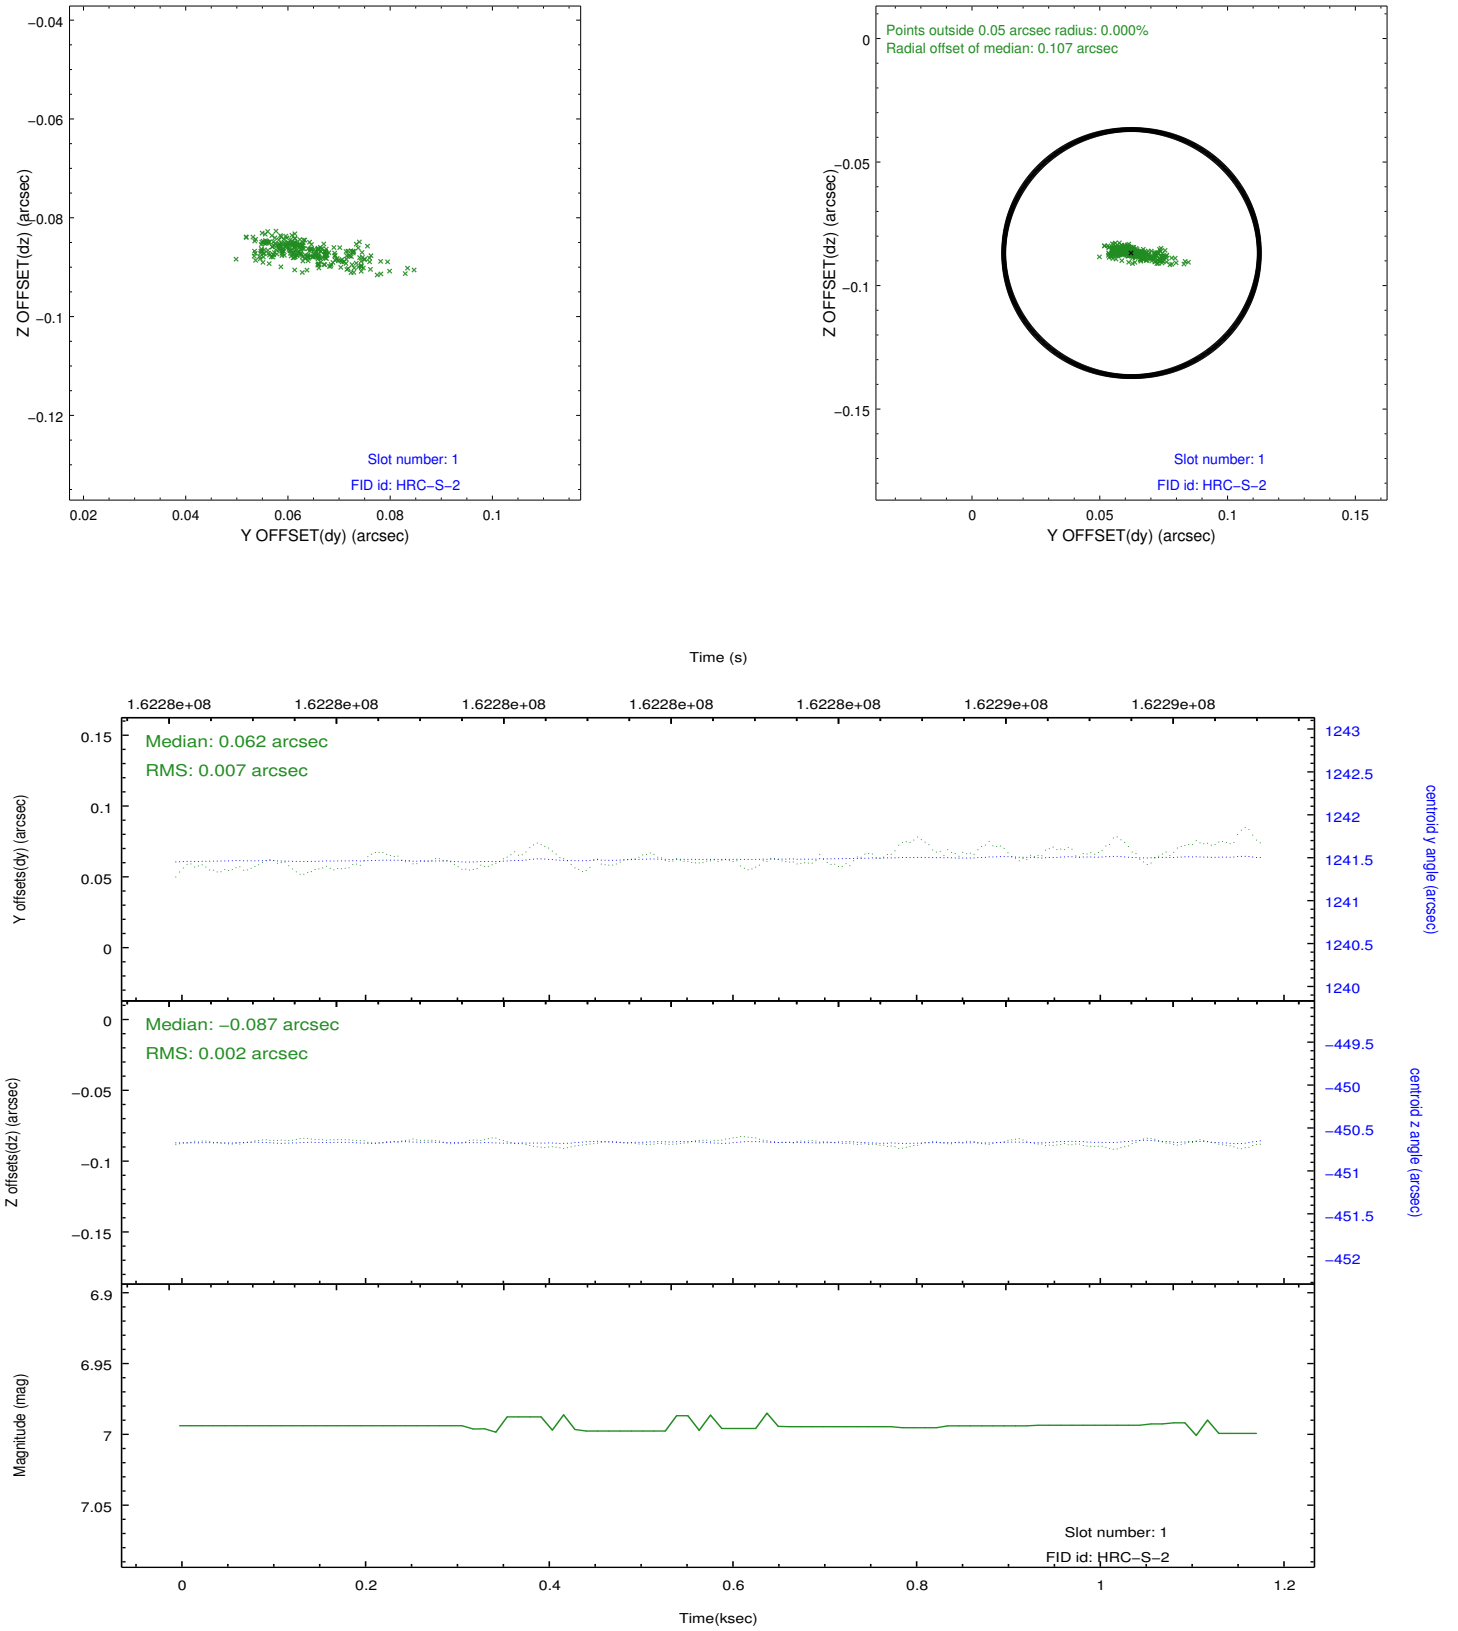 −0.04
−0.06
−0.08
−0.1
−0.12
Z OFFSET(dz) (arcsec)
Slot number: 1
FID id: HRC−S−2
0.02 0.04 0.06 0.08 0.1
Y OFFSET(dy) (arcsec)
Points outside 0.05 arcsec radius: 0.000%
Radial offset of median: 0.107 arcsec
0
−0.05
−0.1
−0.15
Z OFFSET(dz) (arcsec)
Slot number: 1
FID id: HRC−S−2
0 0.05 0.1 0.15
Y OFFSET(dy) (arcsec)
Time (s)
1.6228e+08 1.6228e+08 1.6228e+08 1.6228e+08 1.6228e+08 1.6229e+08 1.6229e+08
Median: 0.062 arcsec
RMS: 0.007 arcsec
0.15
0.1
0.05
0
Y offsets(dy) (arcsec)
1243
1242.5
1242
1241.5
1241
1240.5
1240
centroid y angle (arcsec)
Median: −0.087 arcsec
RMS: 0.002 arcsec
0
−0.05
−0.1
−0.15
Z offsets(dz) (arcsec)
−449.5
−450
−450.5
−451
−451.5
−452
centroid z angle (arcsec)
6.9
6.95
7
7.05
Magnitude (mag)
Slot number: 1
FID id: HRC−S−2
0 0.2 0.4 0.6 0.8 1 1.2
Time(ksec)